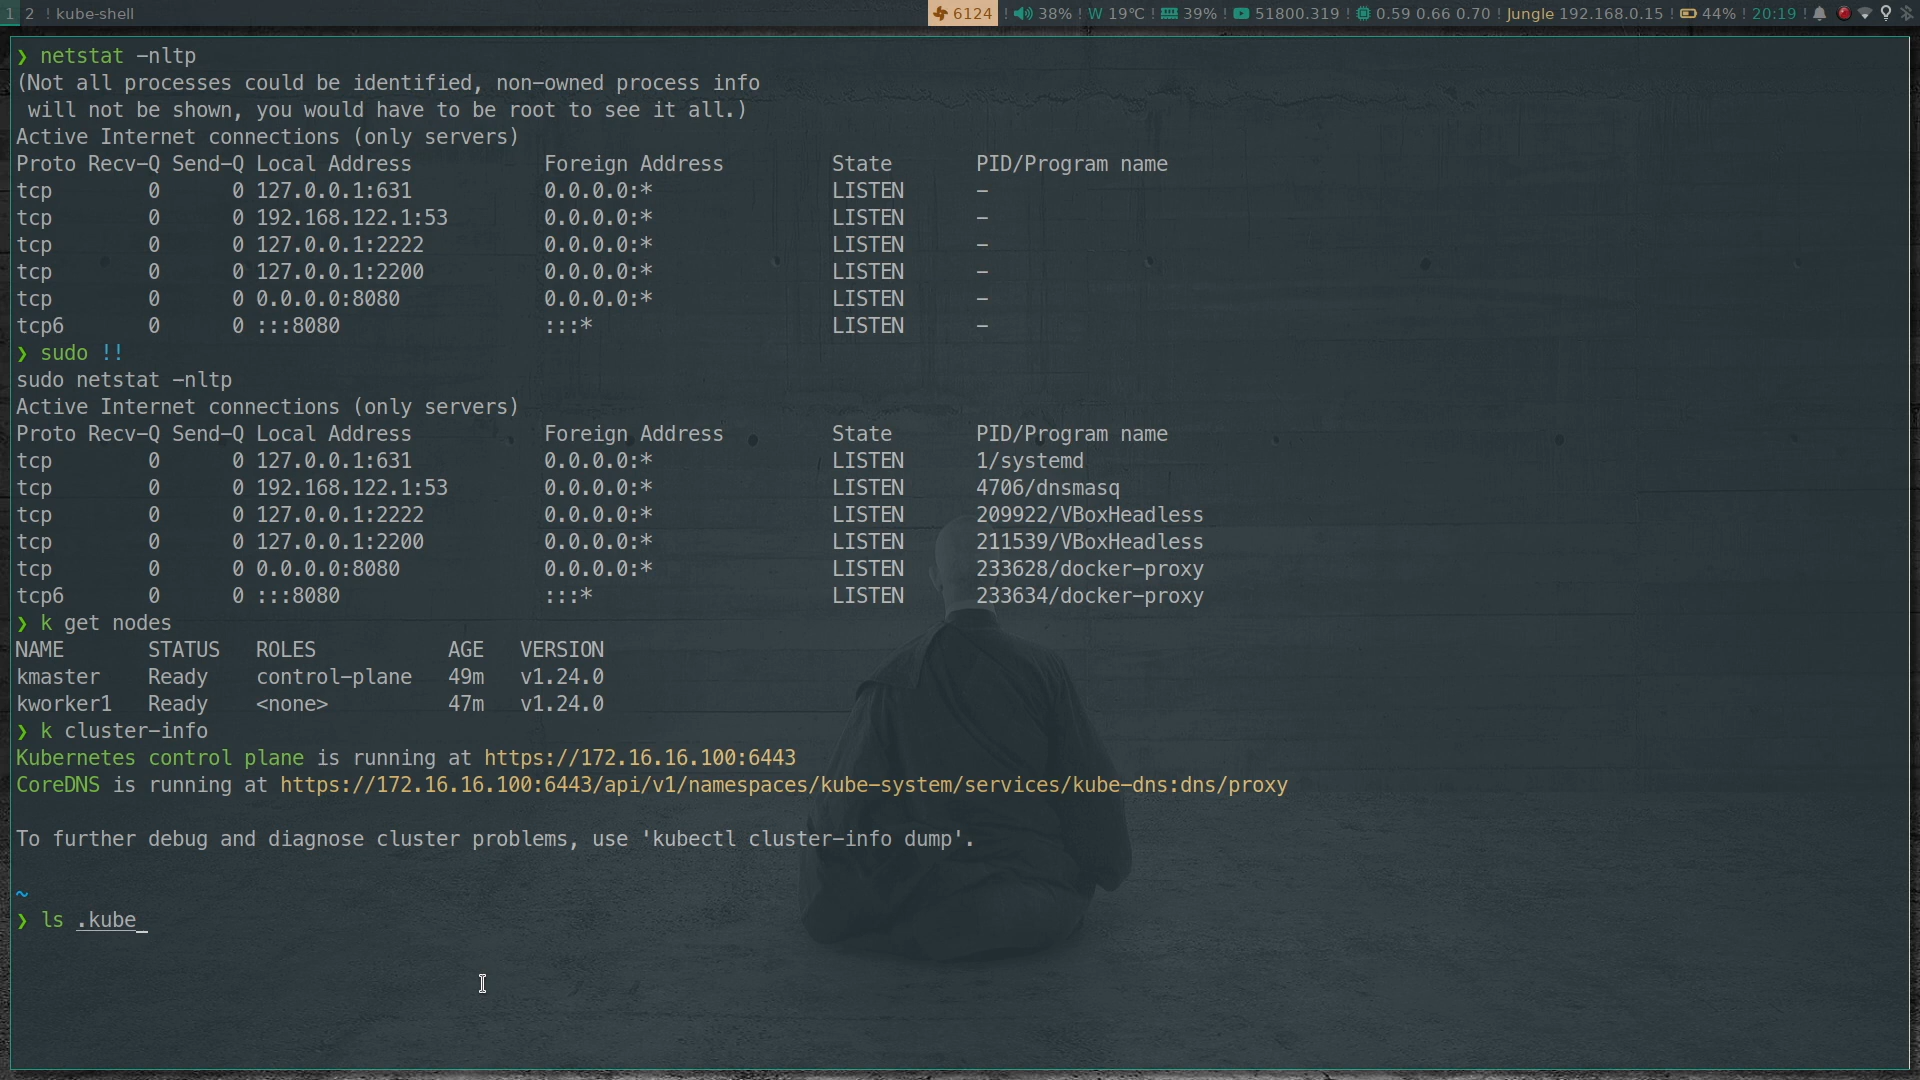 1 2 ! kube-shell 6124 ! 38% ! W 19°C ! 39% ! 51800.319 ! 0.59 0.66 0.70 ! Jungle 192.168.0.15 ! 44% ! 20:19 !
❯ netstat -nltp
(Not all processes could be identified, non-owned process info
 will not be shown, you would have to be root to see it all.)
Active Internet connections (only servers)
Proto Recv-Q Send-Q Local Address           Foreign Address         State       PID/Program name
tcp        0      0 127.0.0.1:631           0.0.0.0:*               LISTEN      -
tcp        0      0 192.168.122.1:53        0.0.0.0:*               LISTEN      -
tcp        0      0 127.0.0.1:2222          0.0.0.0:*               LISTEN      -
tcp        0      0 127.0.0.1:2200          0.0.0.0:*               LISTEN      -
tcp        0      0 0.0.0.0:8080            0.0.0.0:*               LISTEN      -
tcp6       0      0 :::8080                 :::*                    LISTEN      -
❯ sudo !!
sudo netstat -nltp
Active Internet connections (only servers)
Proto Recv-Q Send-Q Local Address           Foreign Address         State       PID/Program name
tcp        0      0 127.0.0.1:631           0.0.0.0:*               LISTEN      1/systemd
tcp        0      0 192.168.122.1:53        0.0.0.0:*               LISTEN      4706/dnsmasq
tcp        0      0 127.0.0.1:2222          0.0.0.0:*               LISTEN      209922/VBoxHeadless
tcp        0      0 127.0.0.1:2200          0.0.0.0:*               LISTEN      211539/VBoxHeadless
tcp        0      0 0.0.0.0:8080            0.0.0.0:*               LISTEN      233628/docker-proxy
tcp6       0      0 :::8080                 :::*                    LISTEN      233634/docker-proxy
❯ k get nodes
NAME       STATUS   ROLES           AGE   VERSION
kmaster    Ready    control-plane   49m   v1.24.0
kworker1   Ready    <none>          47m   v1.24.0
❯ k cluster-info
Kubernetes control plane is running at https://172.16.16.100:6443
CoreDNS is running at https://172.16.16.100:6443/api/v1/namespaces/kube-system/services/kube-dns:dns/proxy
To further debug and diagnose cluster problems, use 'kubectl cluster-info dump'.
~
❯ ls .kube